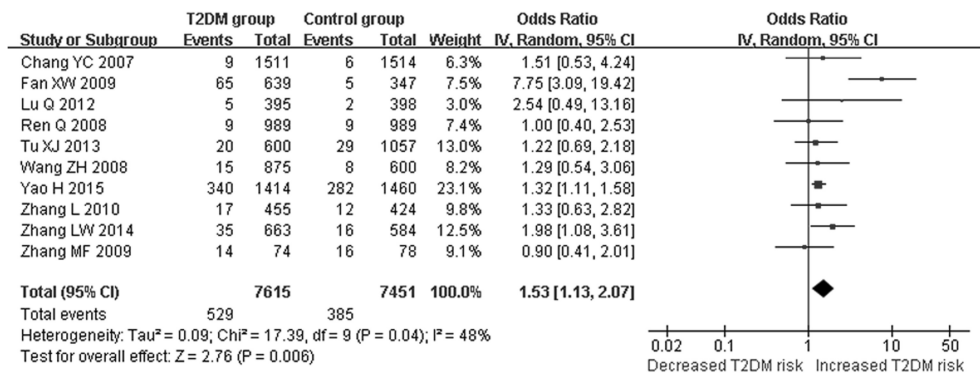 T2DM group Control group Odds Ratio Odds Ratio
Study or Subgroup Events Total Events Total Weight IV, Random, 95% CI IV, Random, 95% CI
Chang YC 2007 9 1511 6 1514 6.3% 1.51 [0.53, 4.24]
Fan XW 2009 65 639 5 347 7.5% 7.75 [3.09, 19.42]
Lu Q 2012 5 395 2 398 3.0% 2.54 [0.49, 13.16]
Ren Q 2008 9 989 9 989 7.4% 1.00 [0.40, 2.53]
Tu XJ 2013 20 600 29 1057 13.0% 1.22 [0.69, 2.18]
Wang ZH 2008 15 875 8 600 8.2% 1.29 [0.54, 3.06]
Yao H 2015 340 1414 282 1460 23.1% 1.32 [1.11, 1.58]
Zhang L 2010 17 455 12 424 9.8% 1.33 [0.63, 2.82]
Zhang LW 2014 35 663 16 584 12.5% 1.98 [1.08, 3.61]
Zhang MF 2009 14 74 16 78 9.1% 0.90 [0.41, 2.01]
Total (95% CI) 7615 7451 100.0% 1.53 [1.13, 2.07]
Total events 529 385
Heterogeneity: Tau² = 0.09; Chi² = 17.39, df = 9 (P = 0.04); I² = 48%
Test for overall effect: Z = 2.76 (P = 0.006)
0.02 0.1 1 10 50
Decreased T2DM risk Increased T2DM risk